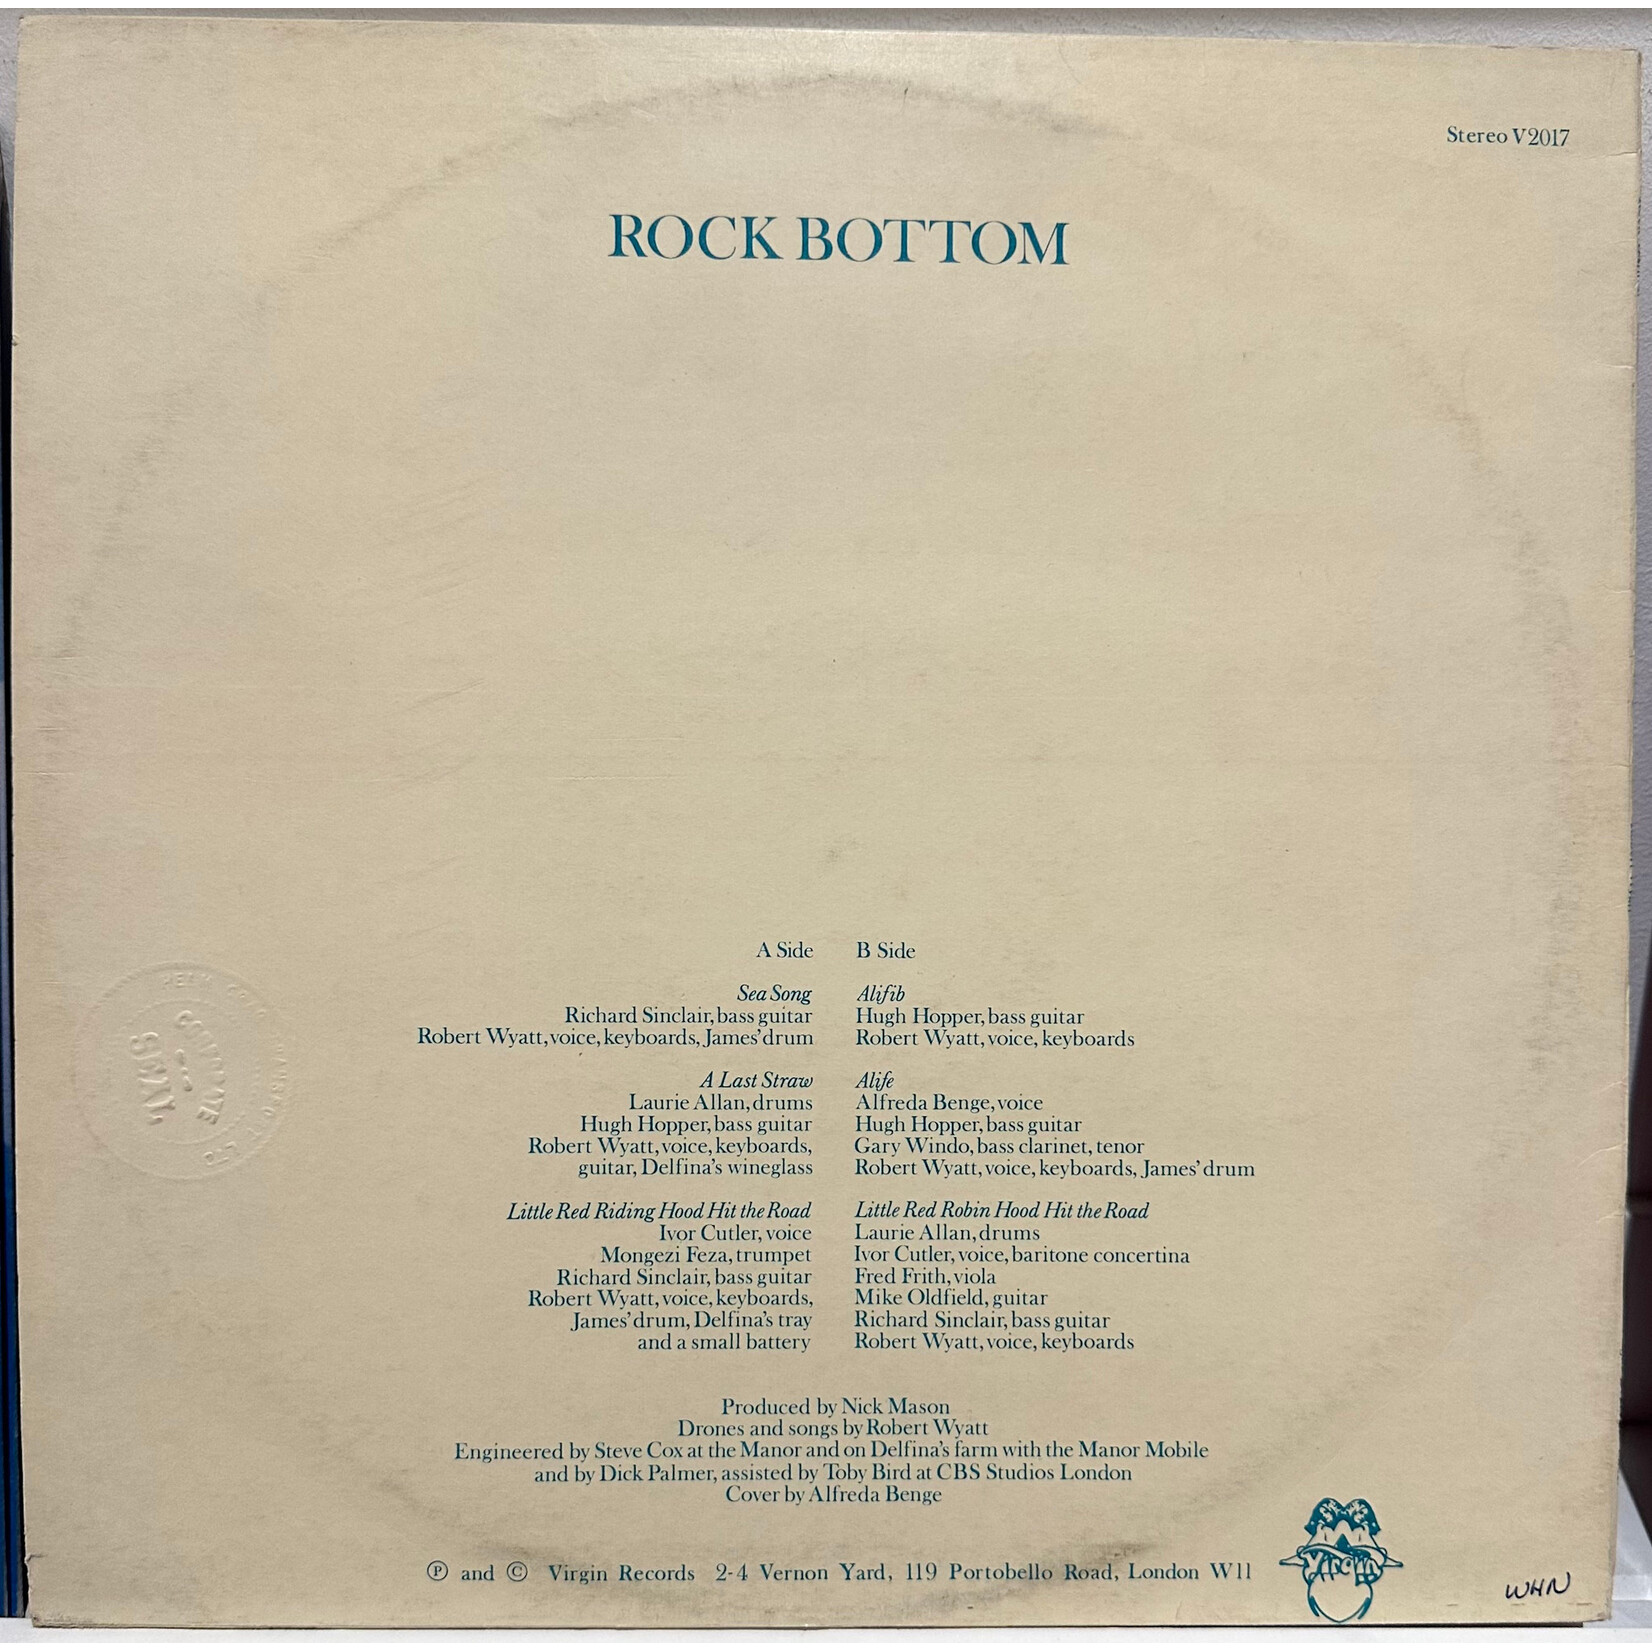 Stereo V2017
ROCK BOTTOM
A Side
Sea Song
Richard Sinclair, bass guitar
Robert Wyatt, voice, keyboards, James' drum
A Last Straw
Laurie Allan, drums
Hugh Hopper, bass guitar
Robert Wyatt, voice, keyboards,
guitar, Delfina's wineglass
Little Red Riding Hood Hit the Road
Ivor Cutler, voice
Mongezi Feza, trumpet
Richard Sinclair, bass guitar
Robert Wyatt, voice, keyboards,
James' drum, Delfina's tray
and a small battery
B Side
Alifib
Hugh Hopper, bass guitar
Robert Wyatt, voice, keyboards
Alife
Alfreda Benge, voice
Hugh Hopper, bass guitar
Gary Windo, bass clarinet, tenor
Robert Wyatt, voice, keyboards, James' drum
Little Red Robin Hood Hit the Road
Laurie Allan, drums
Ivor Cutler, voice, baritone concertina
Fred Frith, viola
Mike Oldfield, guitar
Richard Sinclair, bass guitar
Robert Wyatt, voice, keyboards
Produced by Nick Mason
Drones and songs by Robert Wyatt
Engineered by Steve Cox at the Manor and on Delfina's farm with the Manor Mobile
and by Dick Palmer, assisted by Toby Bird at CBS Studios London
Cover by Alfreda Benge
Ⓟ and © Virgin Records 2-4 Vernon Yard, 119 Portobello Road, London W11
Virgin
WHN
SEAL